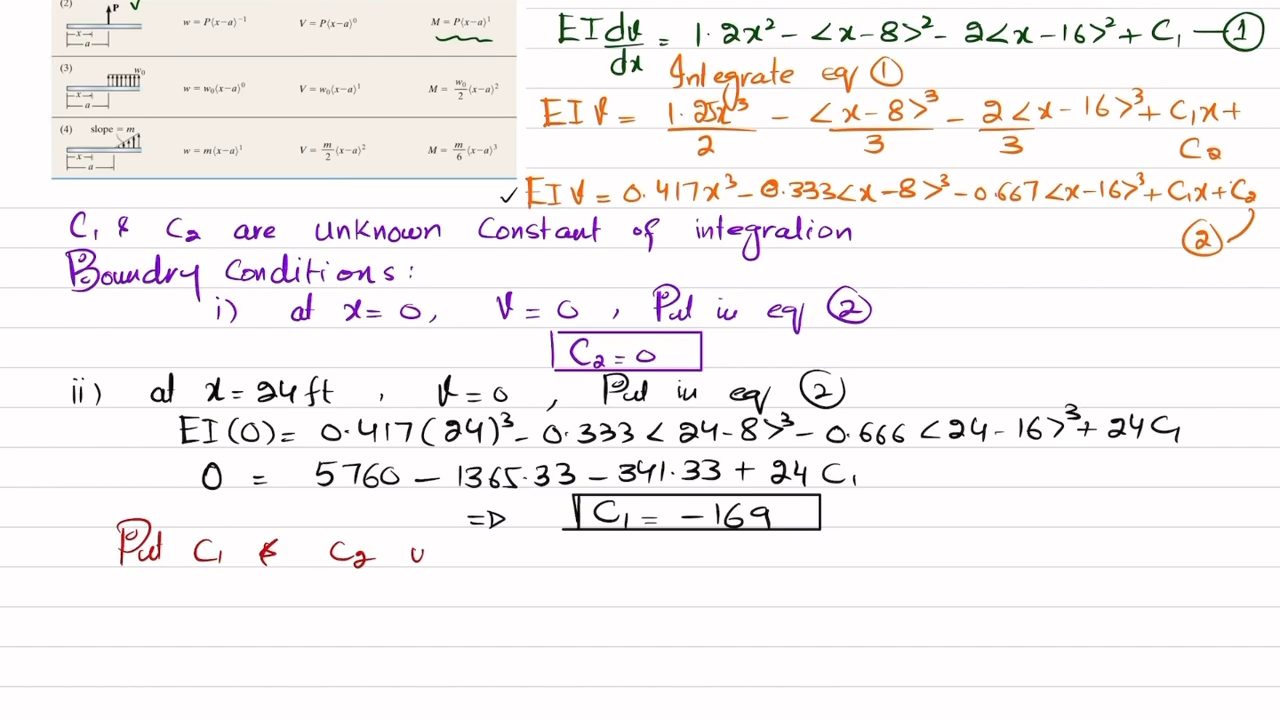 (2) P w = P⟨x−a⟩⁻¹ V = P⟨x−a⟩⁰ M = P⟨x−a⟩¹
x
a
(3) w₀ w = w₀⟨x−a⟩⁰ V = w₀⟨x−a⟩¹ M = w₀/2 ⟨x−a⟩²
x
a
(4) slope = m w = m⟨x−a⟩¹ V = m/2 ⟨x−a⟩² M = m/6 ⟨x−a⟩³
x
a
EI dv/dx = 1.2x² − <x−8>² − 2<x−16>² + C₁ — ①
Integrate eq ①
EIV = 1.25x³/2 − <x−8>³/3 − 2<x−16>³/3 + C₁x +
C₂
✓ EIV = 0.417x³ − 0.333<x−8>³ − 0.667<x−16>³ + C₁x + C₂
②
C₁ & C₂ are unknown Constant of integration
Boundry Conditions:
i) at x = 0, V = 0, Put in eq ②
C₂ = 0
ii) at x = 24 ft, V = 0, Put in eq ②
EI(0) = 0.417(24)³ − 0.333<24−8>³ − 0.666<24−16>³ + 24C₁
0 = 5760 − 1365.33 − 341.33 + 24C₁
⇒ C₁ = −169
Put C₁ & C₂